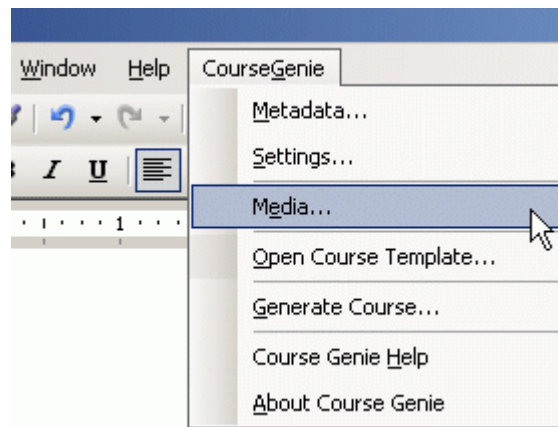 Window Help CourseGenie
Metadata...
Settings...
I U
Media...
1
Open Course Template...
Generate Course...
Course Genie Help
About Course Genie